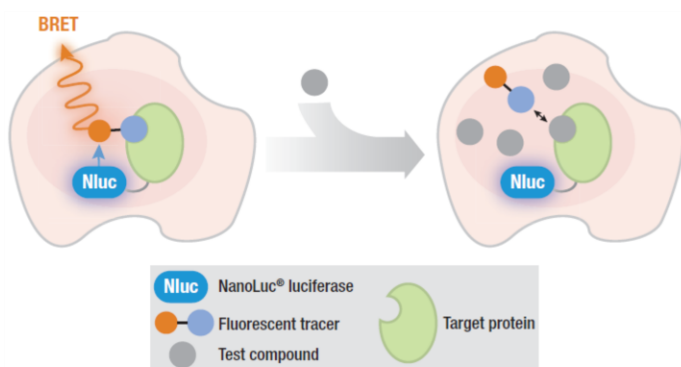 BRET
Nluc
Nluc
Nluc NanoLuc® luciferase
Fluorescent tracer
Target protein
Test compound